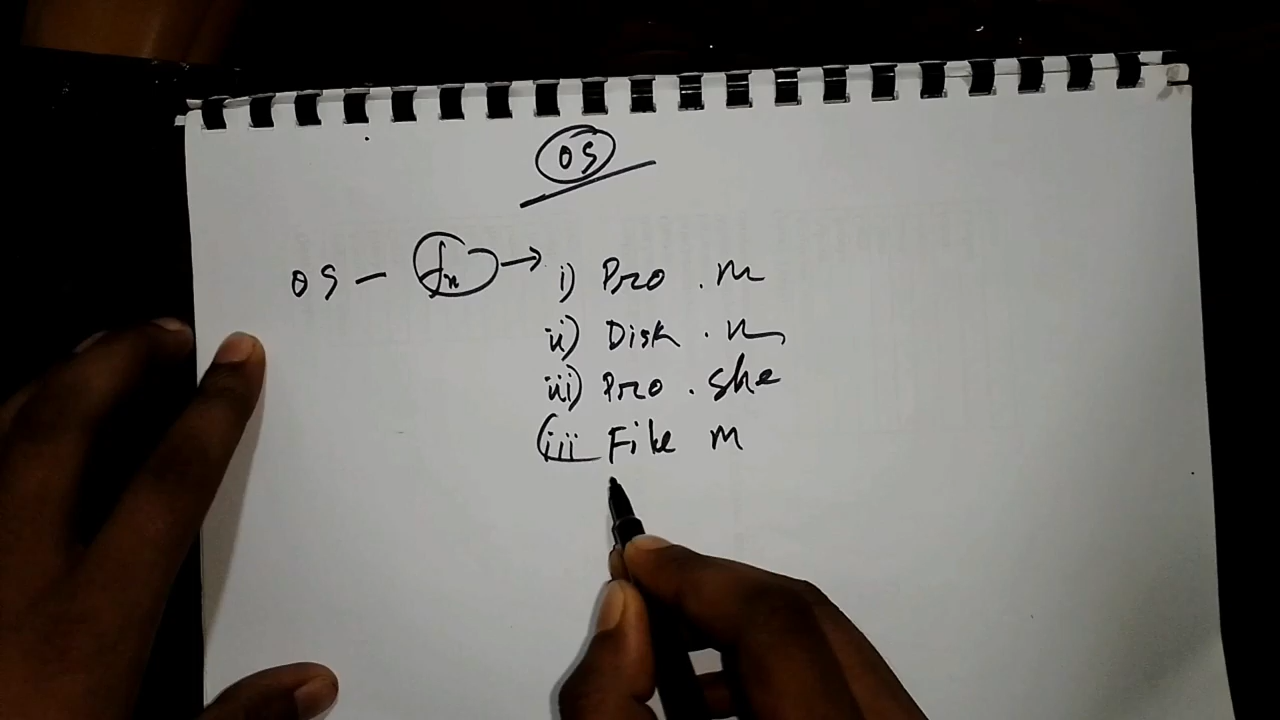 OS
OS - fn → i) Pro . m
ii) Disk . m
iii) Pro . she
(iii File m